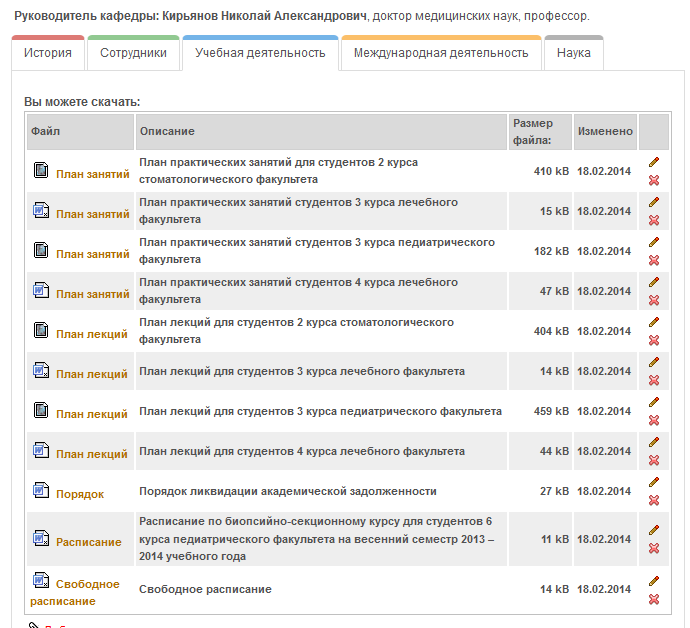 Руководитель кафедры: Кирьянов Николай Александрович, доктор медицинских наук, профессор.
История Сотрудники Учебная деятельность Международная деятельность Наука
Вы можете скачать:
Файл Описание Размер файла: Изменено
План занятий План практических занятий для студентов 2 курса
стоматологического факультета 410 kB 18.02.2014
План занятий План практических занятий студентов 3 курса лечебного
факультета 15 kB 18.02.2014
План занятий План практических занятий студентов 3 курса педиатрического
факультета 182 kB 18.02.2014
План занятий План практических занятий студентов 4 курса лечебного
факультета 47 kB 18.02.2014
План лекций План лекций для студентов 2 курса стоматологического
факультета 404 kB 18.02.2014
План лекций План лекций для студентов 3 курса лечебного факультета 14 kB 18.02.2014
План лекций План лекций для студентов 3 курса педиатрического факультета 459 kB 18.02.2014
План лекций План лекций для студентов 4 курса лечебного факультета 44 kB 18.02.2014
Порядок Порядок ликвидации академической задолженности 27 kB 18.02.2014
Расписание Расписание по биопсийно-секционному курсу для студентов 6
курса педиатрического факультета на весенний семестр 2013 –
2014 учебного года 11 kB 18.02.2014
Свободное
расписание Свободное расписание 14 kB 18.02.2014